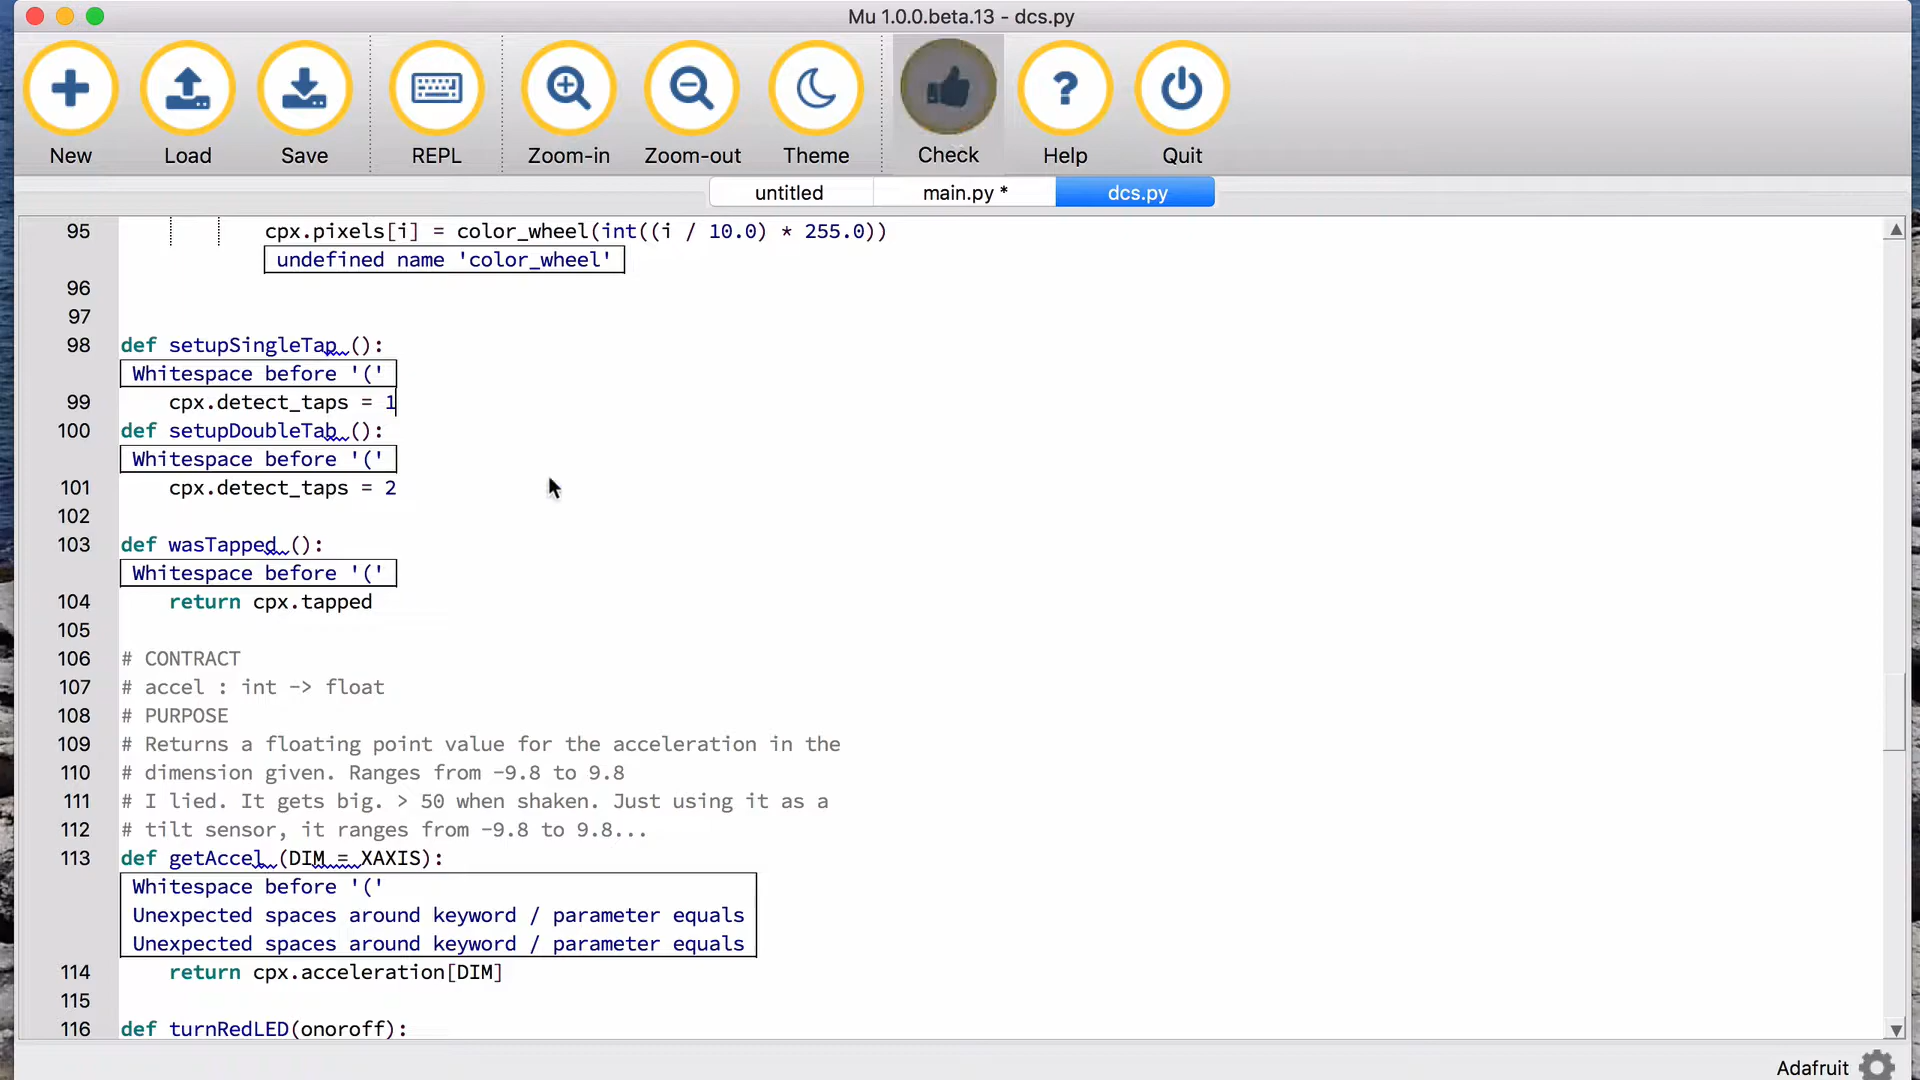 Mu 1.0.0.beta.13 - dcs.py
New Load Save REPL Zoom-in Zoom-out Theme Check Help Quit
untitled main.py * dcs.py
95 cpx.pixels[i] = color_wheel(int((i / 10.0) * 255.0))
undefined name 'color_wheel'
96
97
98 def setupSingleTap ():
Whitespace before '('
99 cpx.detect_taps = 1
100 def setupDoubleTab ():
Whitespace before '('
101 cpx.detect_taps = 2
102
103 def wasTapped ():
Whitespace before '('
104 return cpx.tapped
105
106 # CONTRACT
107 # accel : int -> float
108 # PURPOSE
109 # Returns a floating point value for the acceleration in the
110 # dimension given. Ranges from -9.8 to 9.8
111 # I lied. It gets big. > 50 when shaken. Just using it as a
112 # tilt sensor, it ranges from -9.8 to 9.8...
113 def getAccel (DIM = XAXIS):
Whitespace before '('
Unexpected spaces around keyword / parameter equals
Unexpected spaces around keyword / parameter equals
114 return cpx.acceleration[DIM]
115
116 def turnRedLED(onoroff):
Adafruit